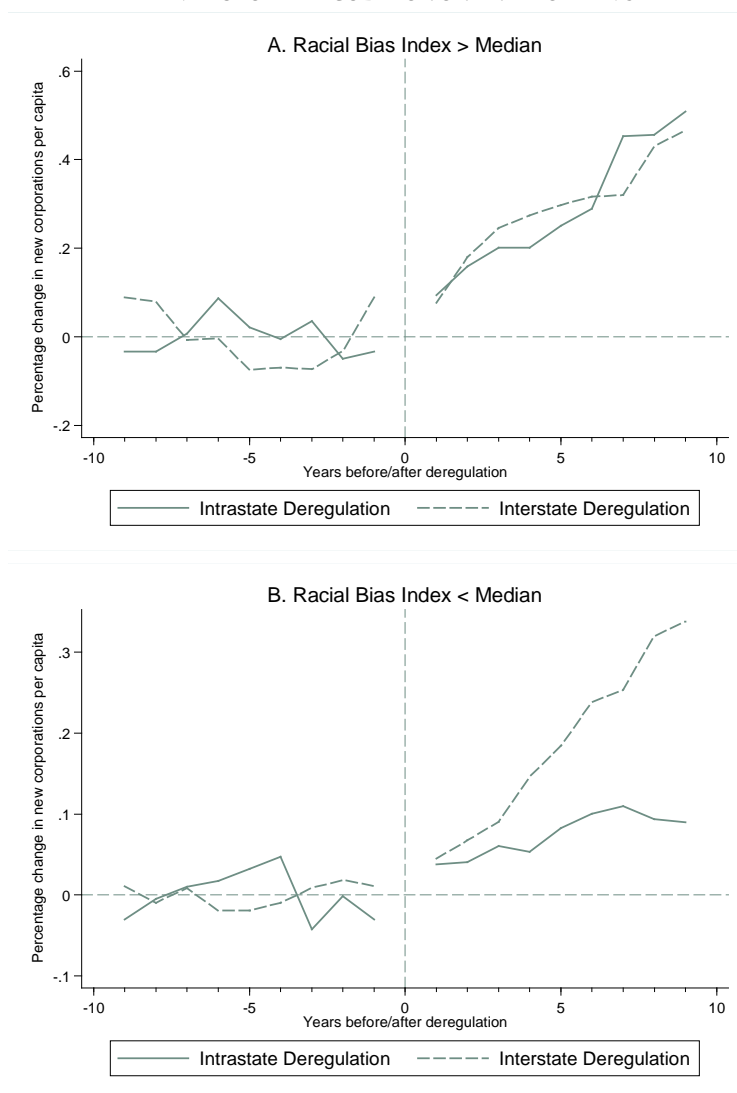 A. Racial Bias Index > Median
Percentage change in new corporations per capita
.6
.4
.2
0
-.2
-10
-5
0
5
10
Years before/after deregulation
Intrastate Deregulation
Interstate Deregulation
B. Racial Bias Index < Median
Percentage change in new corporations per capita
.3
.2
.1
0
-.1
-10
-5
0
5
10
Years before/after deregulation
Intrastate Deregulation
Interstate Deregulation